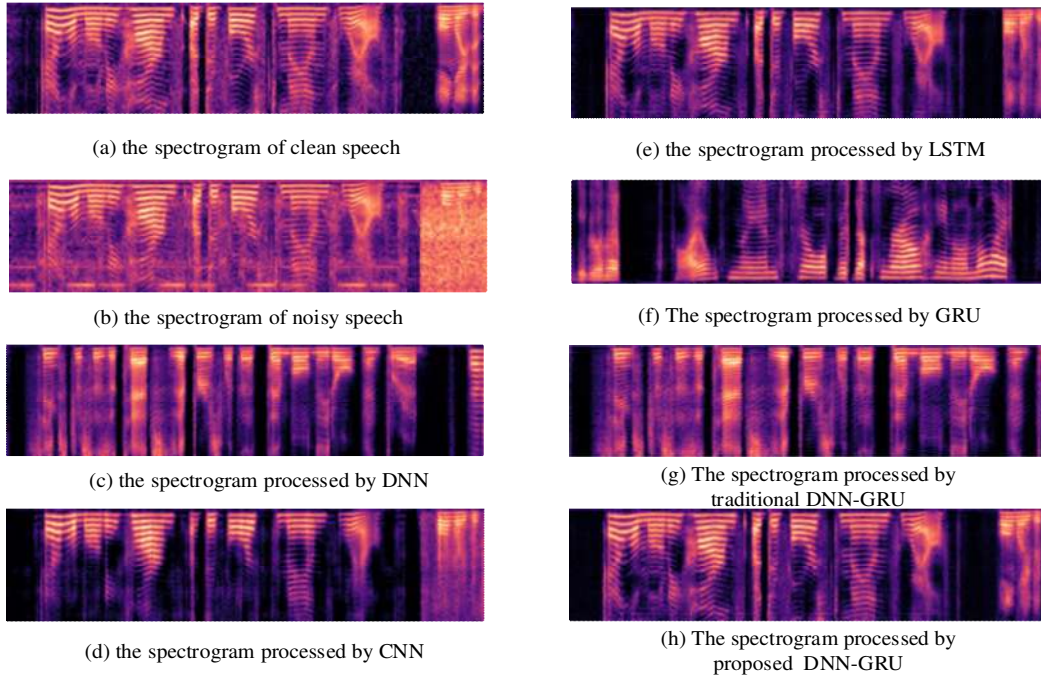 (a) the spectrogram of clean speech
(b) the spectrogram of noisy speech
(c) the spectrogram processed by DNN
(d) the spectrogram processed by CNN
(e) the spectrogram processed by LSTM
(f) The spectrogram processed by GRU
(g) The spectrogram processed by
traditional DNN-GRU
(h) The spectrogram processed by
proposed DNN-GRU